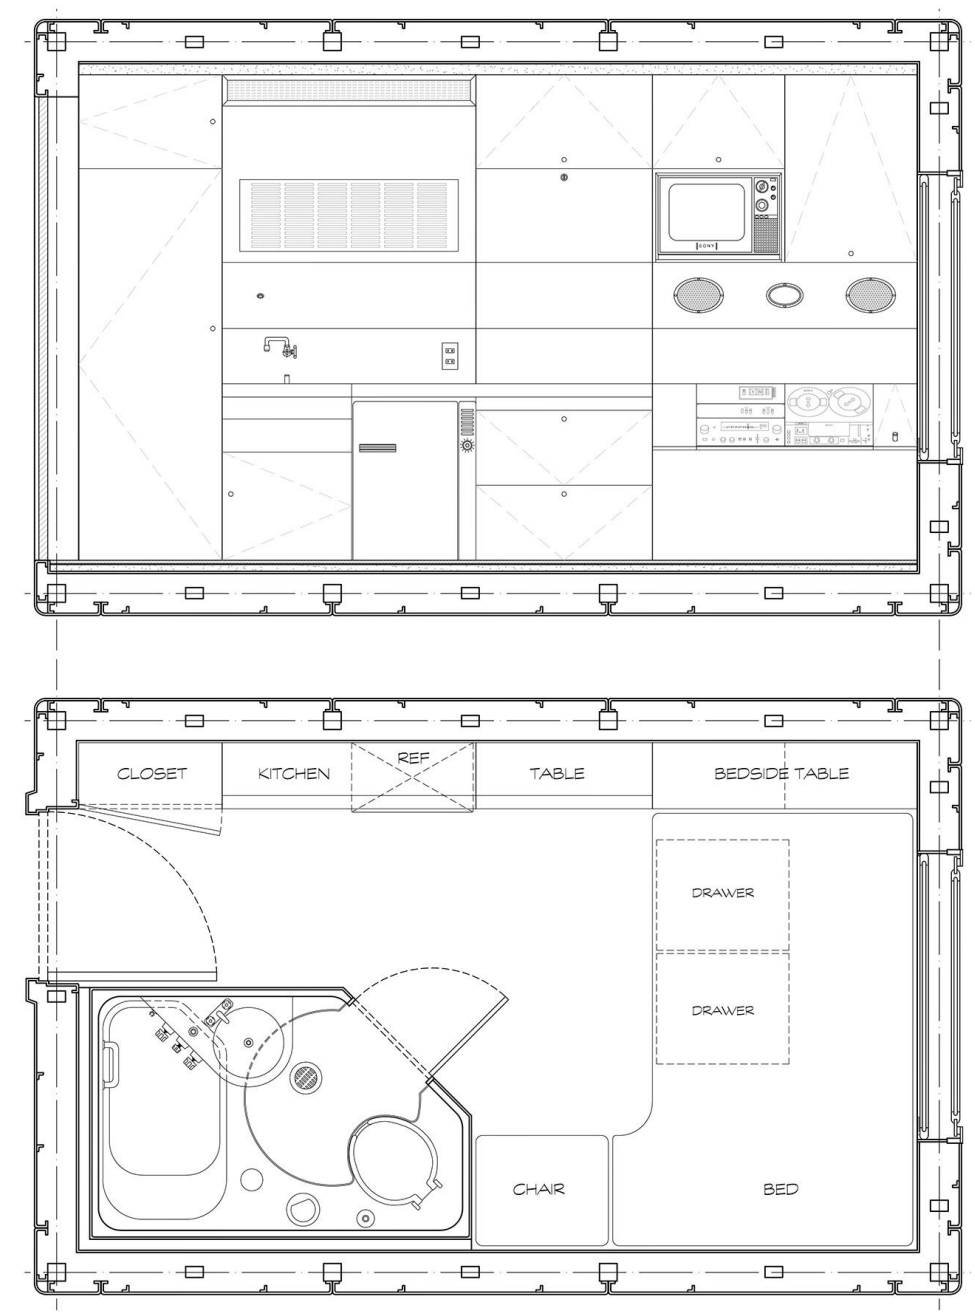 SONY
REF
CLOSET
KITCHEN
TABLE
BEDSIDE TABLE
DRAWER
DRAWER
CHAIR
BED